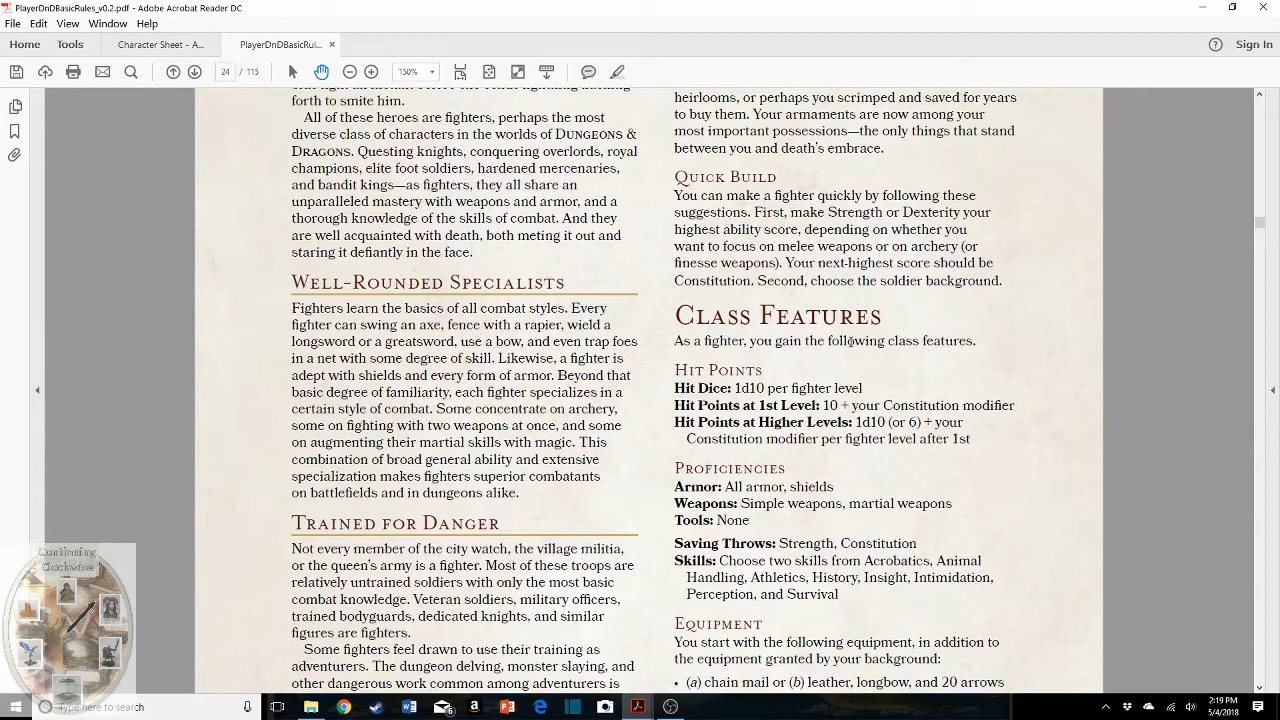 PlayerDnDBasicRules_v0.2.pdf - Adobe Acrobat Reader DC
File Edit View Window Help
Home Tools Character Sheet - A... PlayerDnDBasicRul... × Sign In
24 / 115 150%
forth to smite him.
All of these heroes are fighters, perhaps the most
diverse class of characters in the worlds of Dungeons &
Dragons. Questing knights, conquering overlords, royal
champions, elite foot soldiers, hardened mercenaries,
and bandit kings—as fighters, they all share an
unparalleled mastery with weapons and armor, and a
thorough knowledge of the skills of combat. And they
are well acquainted with death, both meting it out and
staring it defiantly in the face.
Well-Rounded Specialists
Fighters learn the basics of all combat styles. Every
fighter can swing an axe, fence with a rapier, wield a
longsword or a greatsword, use a bow, and even trap foes
in a net with some degree of skill. Likewise, a fighter is
adept with shields and every form of armor. Beyond that
basic degree of familiarity, each fighter specializes in a
certain style of combat. Some concentrate on archery,
some on fighting with two weapons at once, and some
on augmenting their martial skills with magic. This
combination of broad general ability and extensive
specialization makes fighters superior combatants
on battlefields and in dungeons alike.
Trained for Danger
Not every member of the city watch, the village militia,
or the queen's army is a fighter. Most of these troops are
relatively untrained soldiers with only the most basic
combat knowledge. Veteran soldiers, military officers,
trained bodyguards, dedicated knights, and similar
figures are fighters.
Some fighters feel drawn to use their training as
adventurers. The dungeon delving, monster slaying, and
other dangerous work common among adventurers is
heirlooms, or perhaps you scrimped and saved for years
to buy them. Your armaments are now among your
most important possessions—the only things that stand
between you and death's embrace.
Quick Build
You can make a fighter quickly by following these
suggestions. First, make Strength or Dexterity your
highest ability score, depending on whether you
want to focus on melee weapons or on archery (or
finesse weapons). Your next-highest score should be
Constitution. Second, choose the soldier background.
Class Features
As a fighter, you gain the following class features.
Hit Points
Hit Dice: 1d10 per fighter level
Hit Points at 1st Level: 10 + your Constitution modifier
Hit Points at Higher Levels: 1d10 (or 6) + your
Constitution modifier per fighter level after 1st
Proficiencies
Armor: All armor, shields
Weapons: Simple weapons, martial weapons
Tools: None
Saving Throws: Strength, Constitution
Skills: Choose two skills from Acrobatics, Animal
Handling, Athletics, History, Insight, Intimidation,
Perception, and Survival
Equipment
You start with the following equipment, in addition to
the equipment granted by your background:
• (a) chain mail or (b) leather, longbow, and 20 arrows
Continuing
Clockwise
Type here to search
2:19 PM
5/4/2018